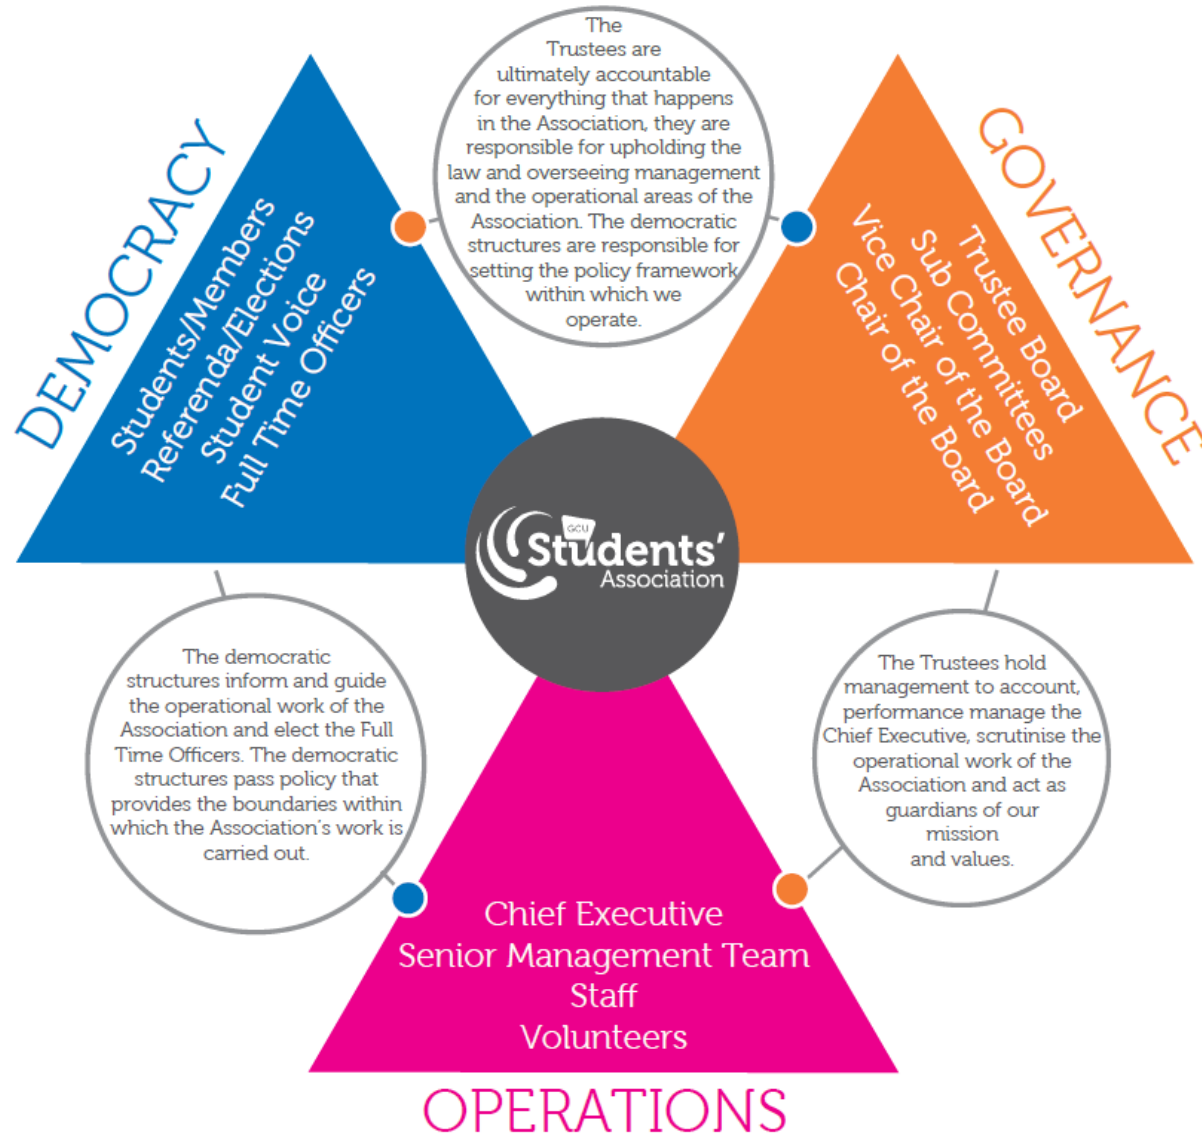 The
Trustees are
ultimately accountable
for everything that happens
in the Association, they are
responsible for upholding the
law and overseeing management
and the operational areas of the
Association. The democratic
structures are responsible for
setting the policy framework
within which we
operate.
DEMOCRACY
Students/Members
Referenda/Elections
Student Voice
Full Time Officers
GOVERNANCE
Trustee Board
Sub Committees
Vice Chair of the Board
Chair of the Board
GCU
Students'
Association
The democratic
structures inform and guide
the operational work of the
Association and elect the Full
Time Officers. The democratic
structures pass policy that
provides the boundaries within
which the Association's work is
carried out.
The Trustees hold
management to account,
performance manage the
Chief Executive, scrutinise the
operational work of the
Association and act as
guardians of our
mission
and values.
Chief Executive
Senior Management Team
Staff
Volunteers
OPERATIONS